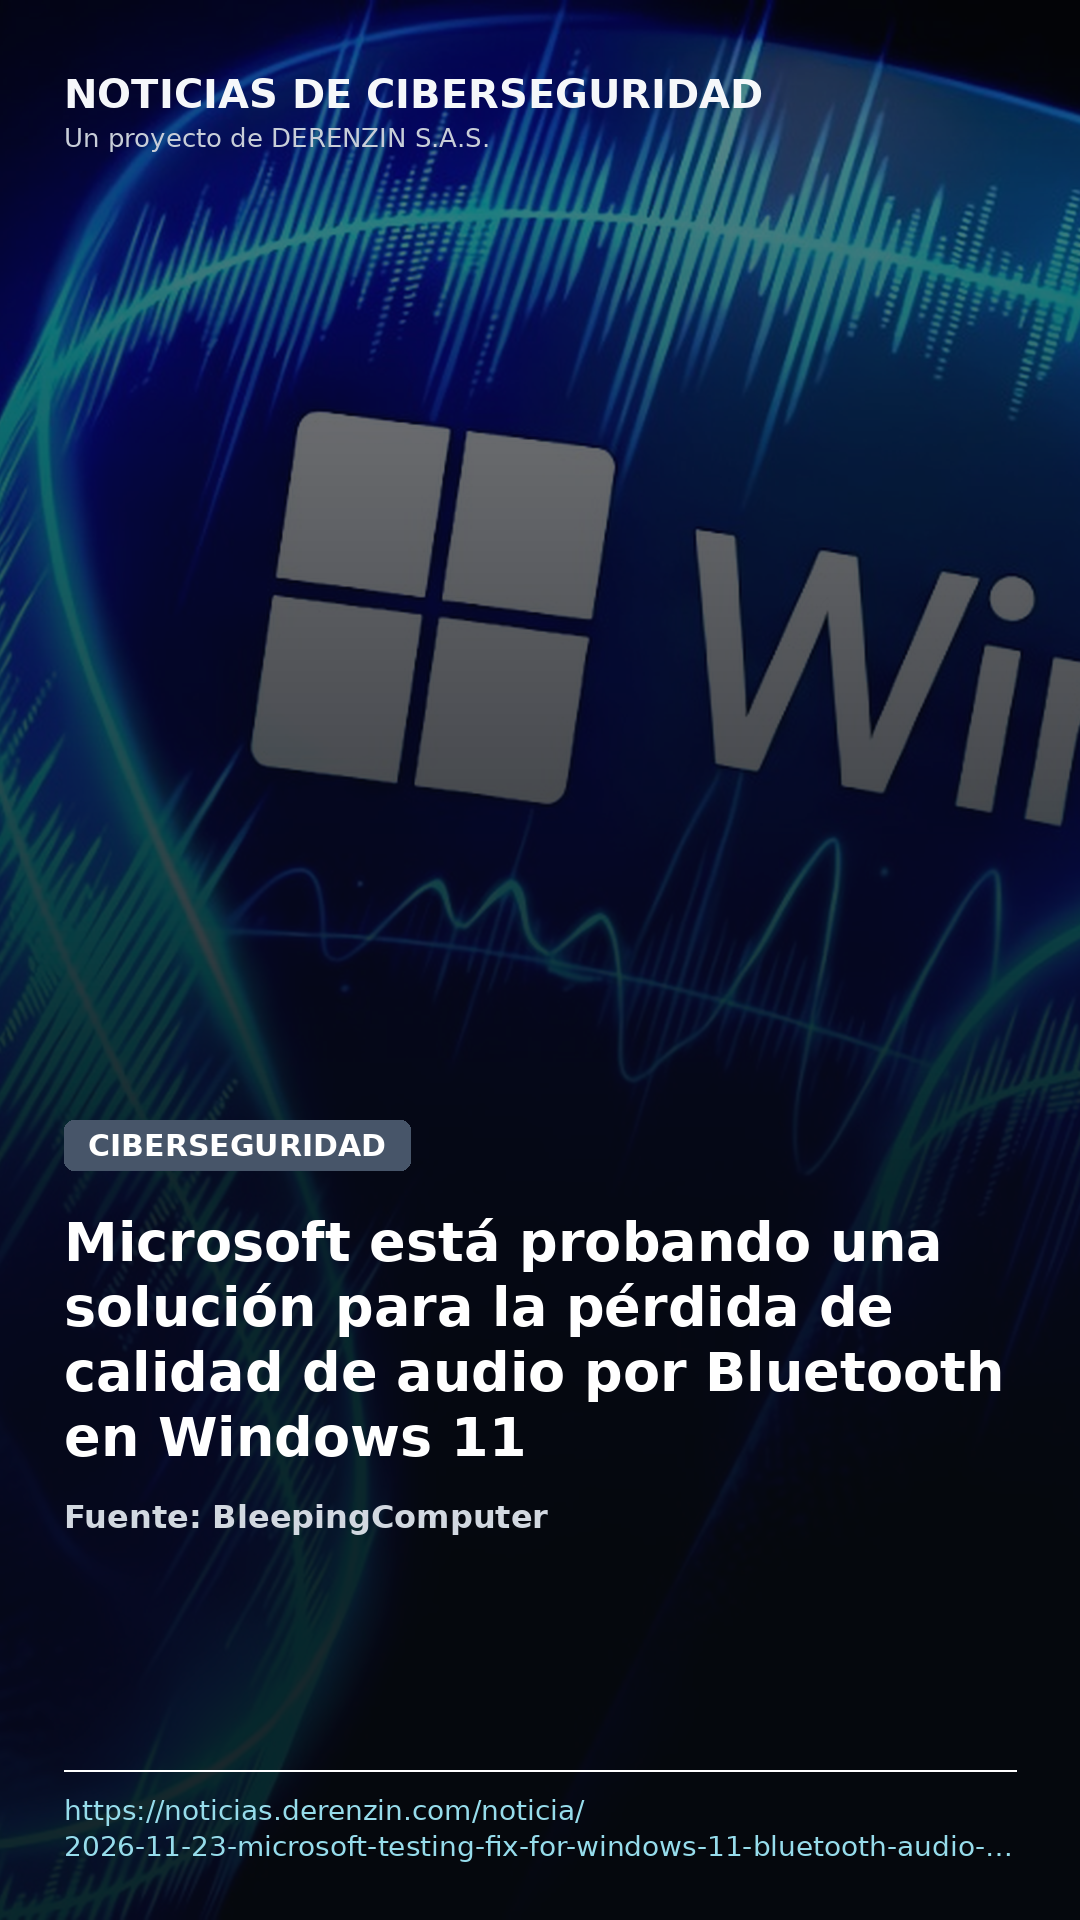 NOTICIAS DE CIBERSEGURIDAD
Un proyecto de DERENZIN S.A.S.
Win
CIBERSEGURIDAD
Microsoft está probando una
solución para la pérdida de
calidad de audio por Bluetooth
en Windows 11
Fuente: BleepingComputer
https://noticias.derenzin.com/noticia/
2026-11-23-microsoft-testing-fix-for-windows-11-bluetooth-audio-...